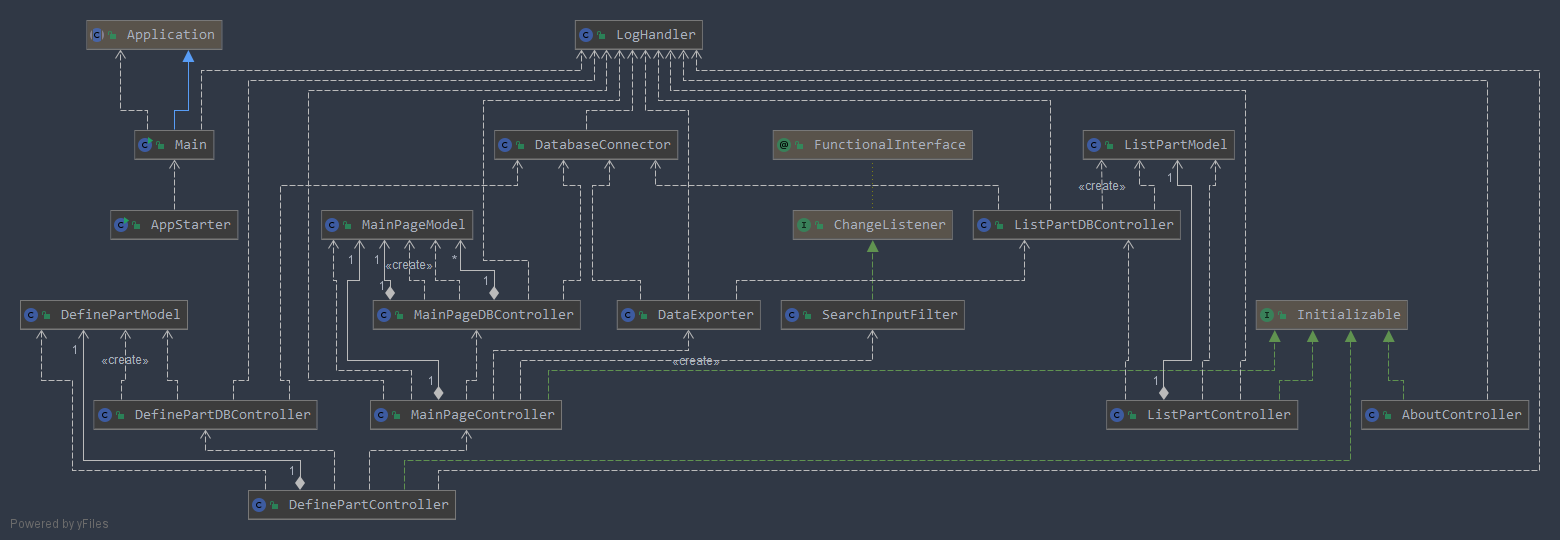 Application
LogHandler
Main
DatabaseConnector
FunctionalInterface
ListPartModel
«create»
1
AppStarter
MainPageModel
ChangeListener
ListPartDBController
1
1
«create»
*
1
1
DefinePartModel
MainPageDBController
DataExporter
SearchInputFilter
Initializable
1
«create»
«create»
1
1
DefinePartDBController
MainPageController
ListPartController
AboutController
1
DefinePartController
Powered by yFiles